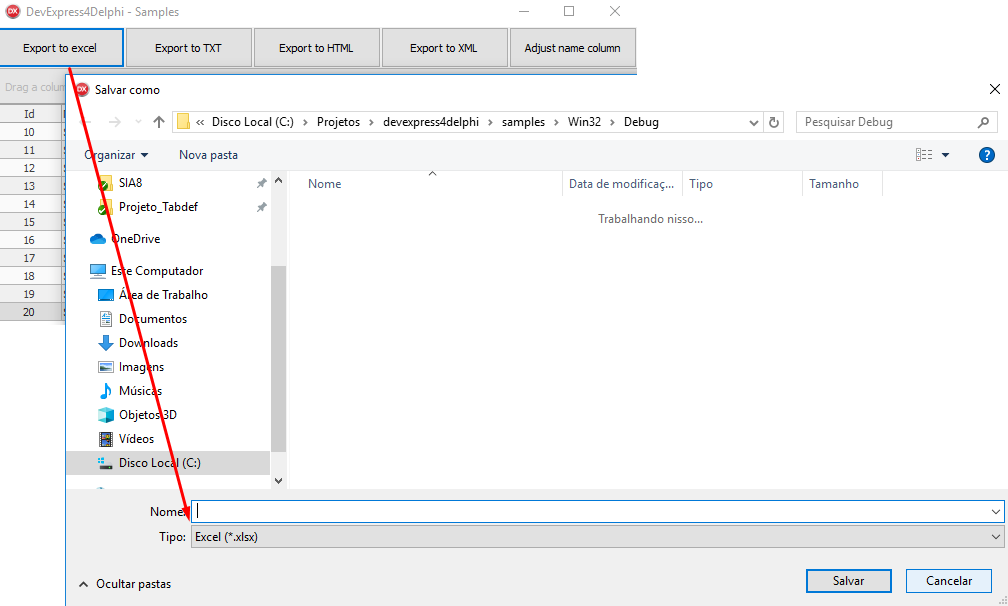 DX DevExpress4Delphi - Samples
Export to excel Export to TXT Export to HTML Export to XML Adjust name column
Drag a colum
DX Salvar como
« Disco Local (C:) › Projetos › devexpress4delphi › samples › Win32 › Debug Pesquisar Debug
Organizar Nova pasta ?
Id
10
11
12
13
14
15
16
17
18
19
20
SIA8
Projeto_Tabdef
OneDrive
Este Computador
Área de Trabalho
Documentos
Downloads
Imagens
Músicas
Objetos 3D
Vídeos
Disco Local (C:)
Nome Data de modificaç... Tipo Tamanho
Trabalhando nisso...
Nome:
Tipo: Excel (*.xlsx)
Ocultar pastas Salvar Cancelar